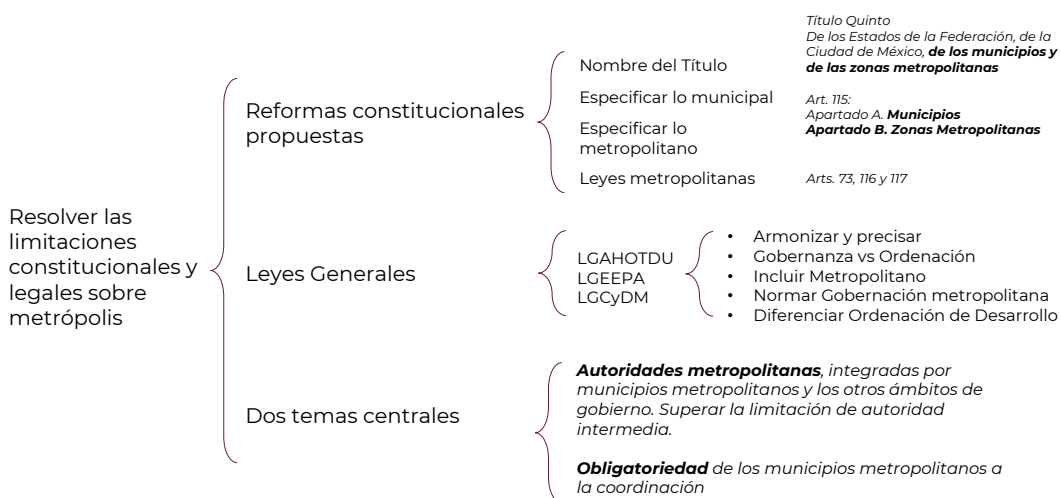 Resolver las
limitaciones
constitucionales y
legales sobre
metrópolis
Reformas constitucionales
propuestas
Nombre del Título
Título Quinto
De los Estados de la Federación, de la
Ciudad de México, de los municipios y
de las zonas metropolitanas
Especificar lo municipal
Especificar lo
metropolitano
Art. 115:
Apartado A. Municipios
Apartado B. Zonas Metropolitanas
Leyes metropolitanas
Arts. 73, 116 y 117
Leyes Generales
LGAHOTDU
LGEEPA
LGCyDM
• Armonizar y precisar
• Gobernanza vs Ordenación
• Incluir Metropolitano
• Normar Gobernación metropolitana
• Diferenciar Ordenación de Desarrollo
Dos temas centrales
Autoridades metropolitanas, integradas por
municipios metropolitanos y los otros ámbitos de
gobierno. Superar la limitación de autoridad
intermedia.
Obligatoriedad de los municipios metropolitanos a
la coordinación